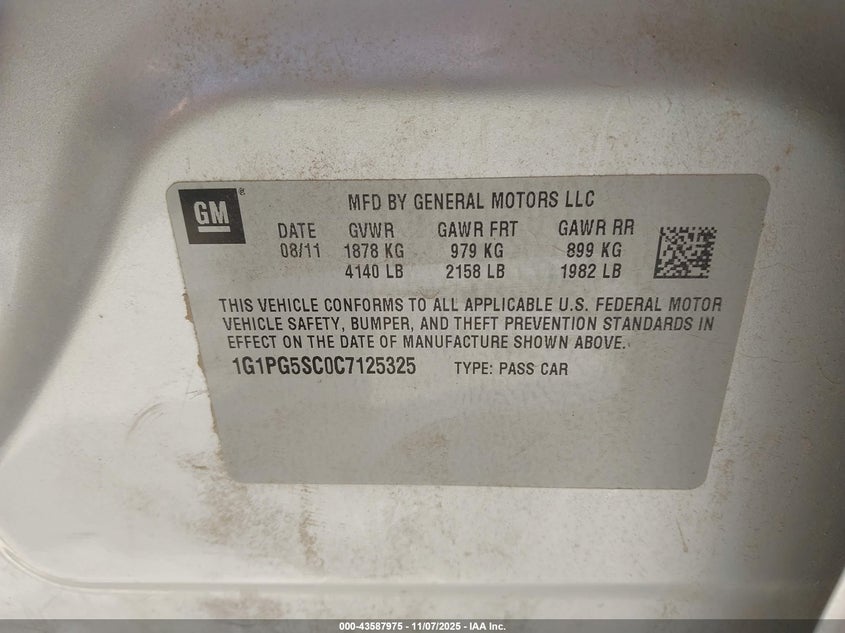 GM ®
MFD BY GENERAL MOTORS LLC
DATE GVWR GAWR FRT GAWR RR
08/11 1878 KG 979 KG 899 KG
4140 LB 2158 LB 1982 LB
THIS VEHICLE CONFORMS TO ALL APPLICABLE U.S. FEDERAL MOTOR
VEHICLE SAFETY, BUMPER, AND THEFT PREVENTION STANDARDS IN
EFFECT ON THE DATE OF MANUFACTURE SHOWN ABOVE.
1G1PG5SC0C7125325 TYPE: PASS CAR
000-43587975 - 11/07/2025 - IAA Inc.